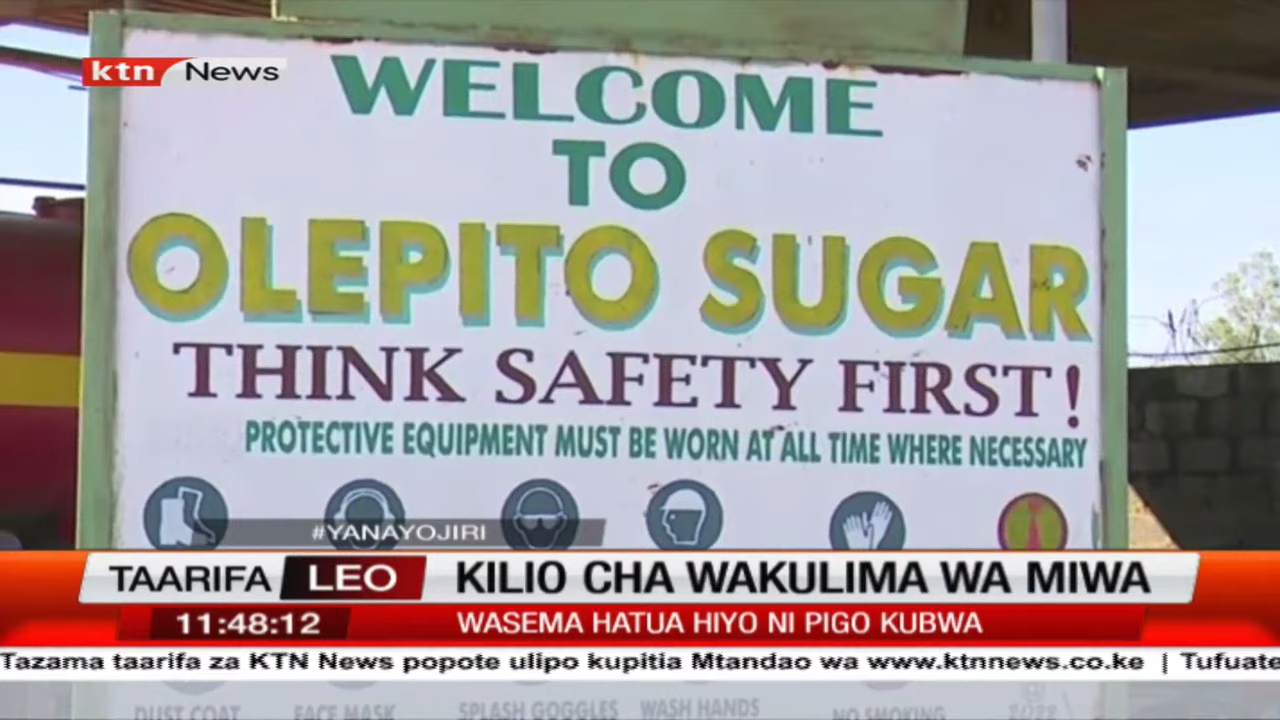 ktn News
WELCOME
TO
OLEPITO SUGAR
THINK SAFETY FIRST!
PROTECTIVE EQUIPMENT MUST BE WORN AT ALL TIME WHERE NECESSARY
#YANAYOJIRI
TAARIFA LEO KILIO CHA WAKULIMA WA MIWA
11:48:12 WASEMA HATUA HIYO NI PIGO KUBWA
Tazama taarifa za KTN News popote ulipo kupitia Mtandao wa www.ktnnews.co.ke | Tufuate
DUST COAT FACE MASK SPLASH GOGGLES WASH HANDS NO SMOKING